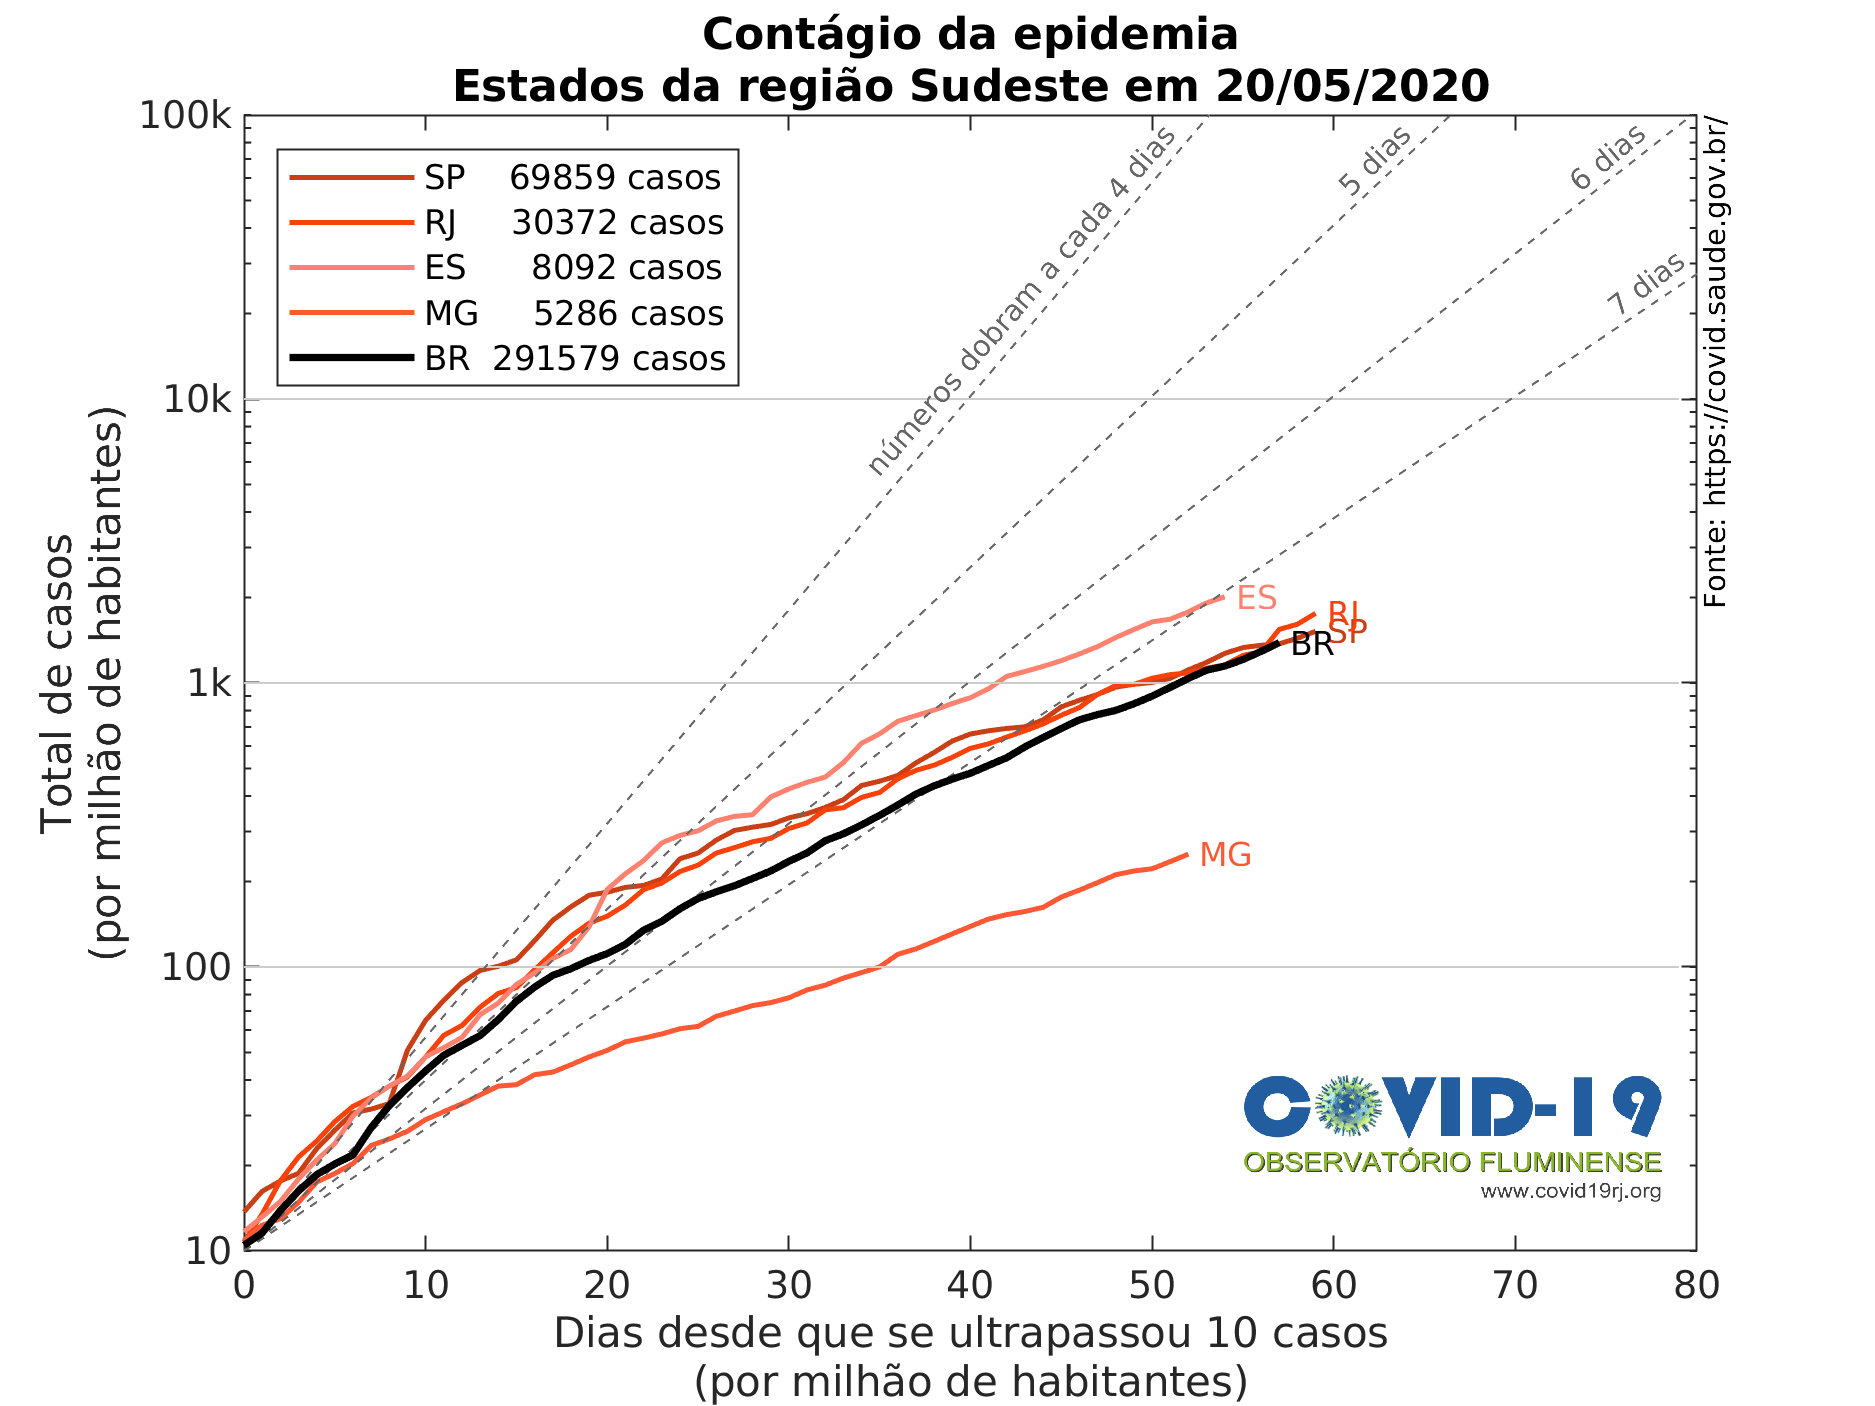 Contágio da epidemia
Estados da região Sudeste em 20/05/2020
100k
10k
1k
100
10
Total de casos
(por milhão de habitantes)
SP 69859 casos
RJ 30372 casos
ES 8092 casos
MG 5286 casos
BR 291579 casos
números dobram a cada 4 dias
5 dias
6 dias
7 dias
ES
RJ
SP
BR
MG
Fonte: https://covid.saude.gov.br/
COVID-19
OBSERVATÓRIO FLUMINENSE
www.covid19rj.org
0 10 20 30 40 50 60 70 80
Dias desde que se ultrapassou 10 casos
(por milhão de habitantes)